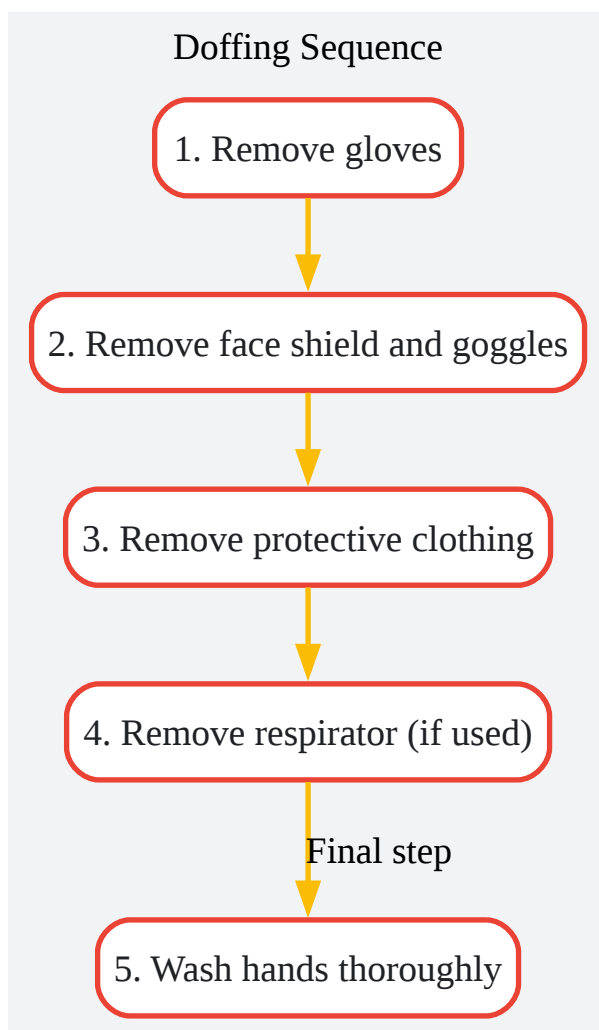 Doffing Sequence
1. Remove gloves
2. Remove face shield and goggles
3. Remove protective clothing
4. Remove respirator (if used)
Final step
5. Wash hands thoroughly